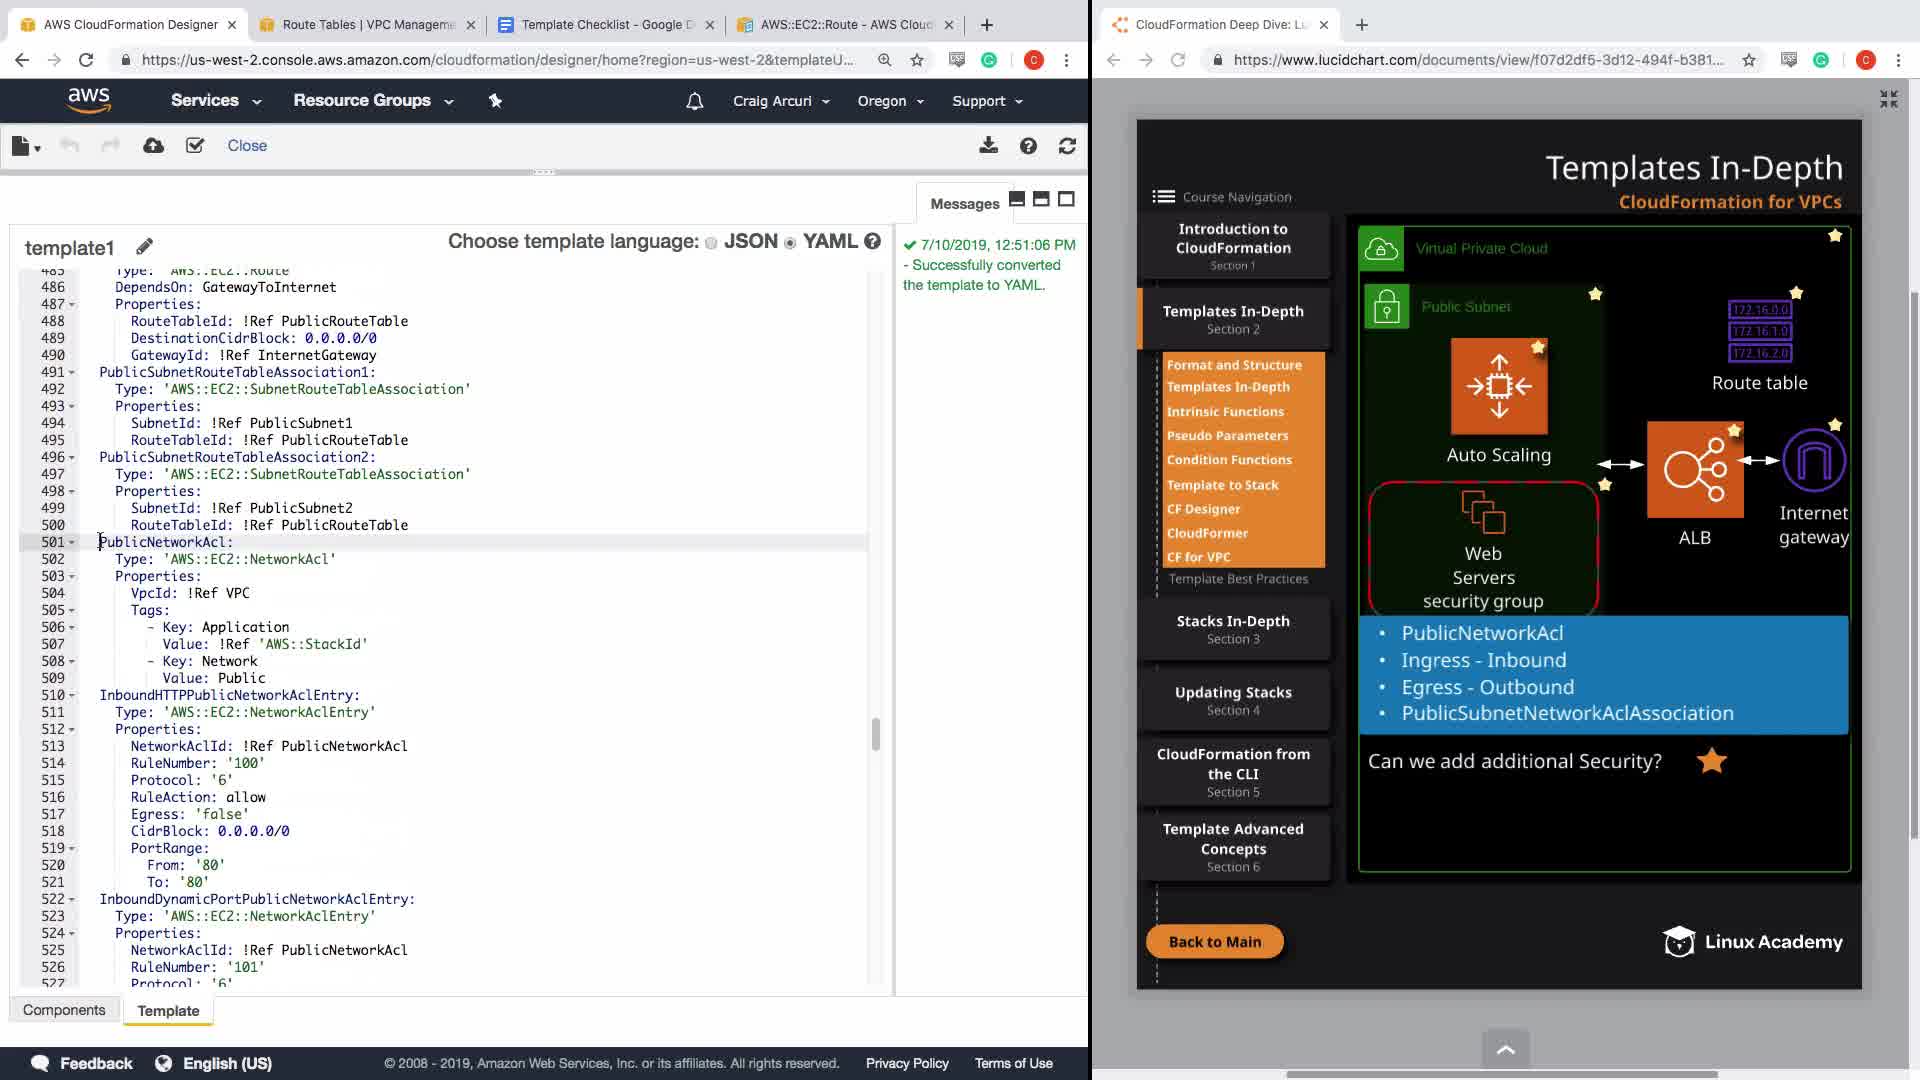 AWS CloudFormation Designer
Route Tables | VPC Manageme
Template Checklist - Google D
AWS::EC2::Route - AWS Cloud
https://us-west-2.console.aws.amazon.com/cloudformation/designer/home?region=us-west-2&templateU...
aws
Services
Resource Groups
Craig Arcuri
Oregon
Support
Close
Messages
template1
Choose template language: JSON YAML
7/10/2019, 12:51:06 PM
- Successfully converted
the template to YAML.
485 Type: 'AWS::EC2::Route'
486 DependsOn: GatewayToInternet
487 Properties:
488 RouteTableId: !Ref PublicRouteTable
489 DestinationCidrBlock: 0.0.0.0/0
490 GatewayId: !Ref InternetGateway
491 PublicSubnetRouteTableAssociation1:
492 Type: 'AWS::EC2::SubnetRouteTableAssociation'
493 Properties:
494 SubnetId: !Ref PublicSubnet1
495 RouteTableId: !Ref PublicRouteTable
496 PublicSubnetRouteTableAssociation2:
497 Type: 'AWS::EC2::SubnetRouteTableAssociation'
498 Properties:
499 SubnetId: !Ref PublicSubnet2
500 RouteTableId: !Ref PublicRouteTable
501 PublicNetworkAcl:
502 Type: 'AWS::EC2::NetworkAcl'
503 Properties:
504 VpcId: !Ref VPC
505 Tags:
506 - Key: Application
507 Value: !Ref 'AWS::StackId'
508 - Key: Network
509 Value: Public
510 InboundHTTPPublicNetworkAclEntry:
511 Type: 'AWS::EC2::NetworkAclEntry'
512 Properties:
513 NetworkAclId: !Ref PublicNetworkAcl
514 RuleNumber: '100'
515 Protocol: '6'
516 RuleAction: allow
517 Egress: 'false'
518 CidrBlock: 0.0.0.0/0
519 PortRange:
520 From: '80'
521 To: '80'
522 InboundDynamicPortPublicNetworkAclEntry:
523 Type: 'AWS::EC2::NetworkAclEntry'
524 Properties:
525 NetworkAclId: !Ref PublicNetworkAcl
526 RuleNumber: '101'
527 Protocol: '6'
Components
Template
Feedback
English (US)
© 2008 - 2019, Amazon Web Services, Inc. or its affiliates. All rights reserved.
Privacy Policy
Terms of Use
CloudFormation Deep Dive: Lu
https://www.lucidchart.com/documents/view/f07d2df5-3d12-494f-b381...
Templates In-Depth
CloudFormation for VPCs
Course Navigation
Introduction to
CloudFormation
Section 1
Templates In-Depth
Section 2
Format and Structure
Templates In-Depth
Intrinsic Functions
Pseudo Parameters
Condition Functions
Template to Stack
CF Designer
CloudFormer
CF for VPC
Template Best Practices
Stacks In-Depth
Section 3
Updating Stacks
Section 4
CloudFormation from
the CLI
Section 5
Template Advanced
Concepts
Section 6
Back to Main
Virtual Private Cloud
Public Subnet
172.16.0.0
172.16.1.0
172.16.2.0
Route table
Auto Scaling
ALB
Internet
gateway
Web
Servers
security group
• PublicNetworkAcl
• Ingress - Inbound
• Egress - Outbound
• PublicSubnetNetworkAclAssociation
Can we add additional Security?
Linux Academy